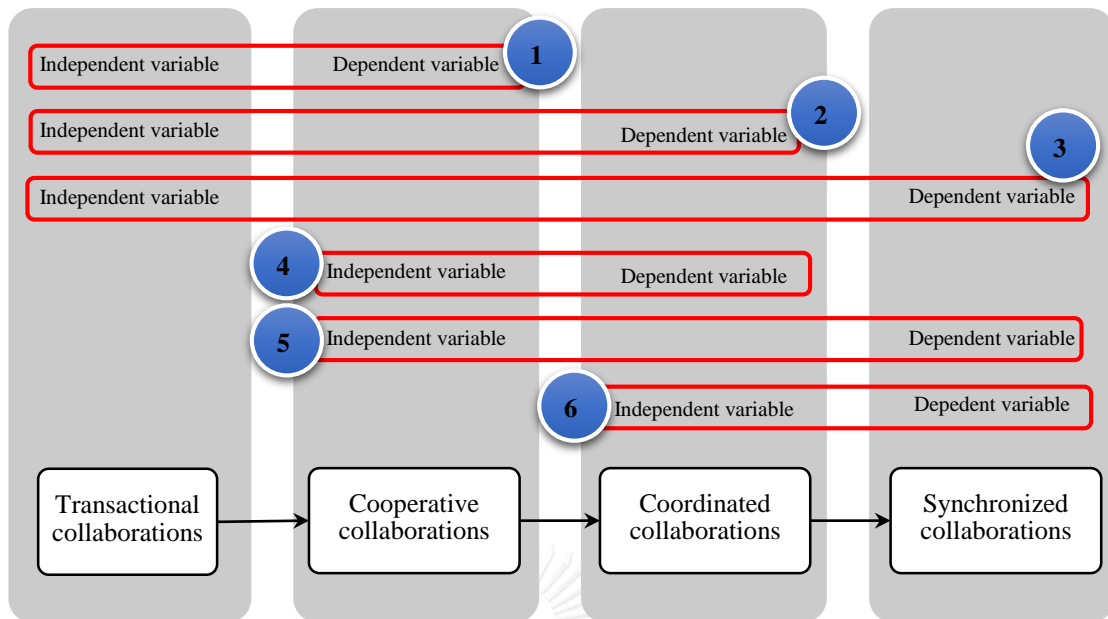 1
Independent variable Dependent variable
2
Independent variable Dependent variable
3
Independent variable Dependent variable
4
Independent variable Dependent variable
5
Independent variable Dependent variable
6
Independent variable Depedent variable
Transactional
collaborations
Cooperative
collaborations
Coordinated
collaborations
Synchronized
collaborations